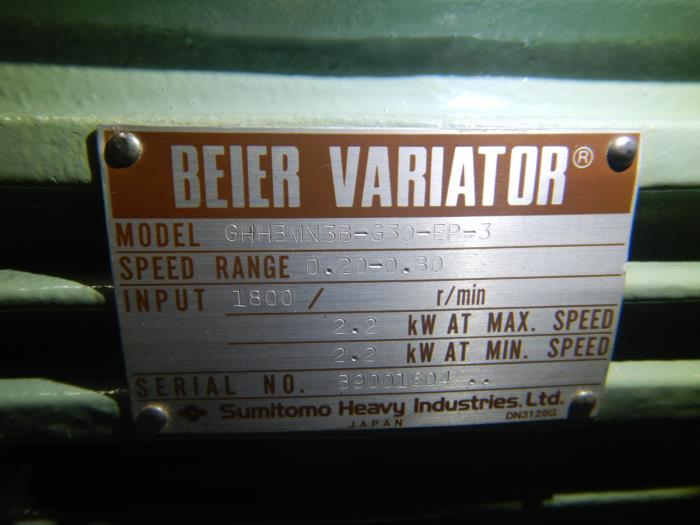 BEIER VARIATOR®
MODEL GHHBMN3B-G30-EP-3
SPEED RANGE 0.20-0.80
INPUT 1800 / r/min
2.2 kW AT MAX. SPEED
2.2 kW AT MIN. SPEED
SERIAL NO. 39001604
Sumitomo Heavy Industries, Ltd.
JAPAN DN3126G